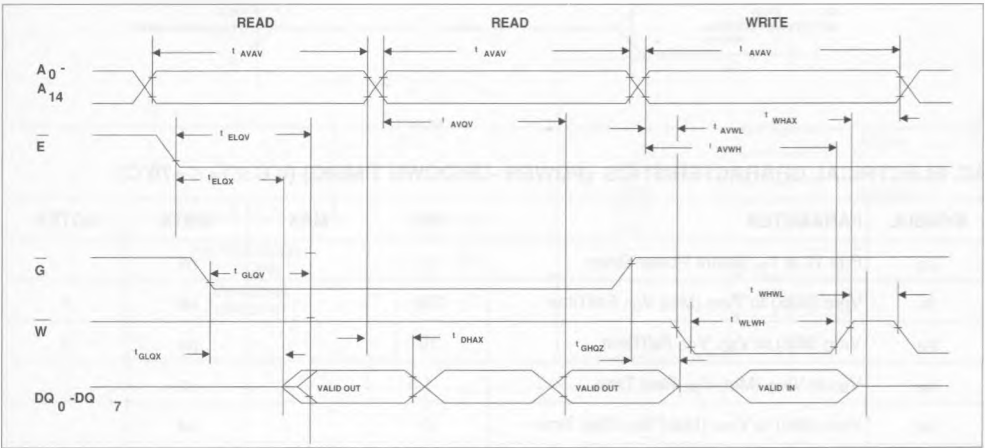 READ READ WRITE
t AVAV t AVAV t AVAV
A 0 -
A 14
t AVQV t WHAX
t ELQV t AVWL
E t AVWH
t ELQX
G t GLQV
t WHWL
W t WLWH
t GLQX t DHAX t GHQZ
DQ 0 -DQ 7 VALID OUT VALID OUT VALID IN